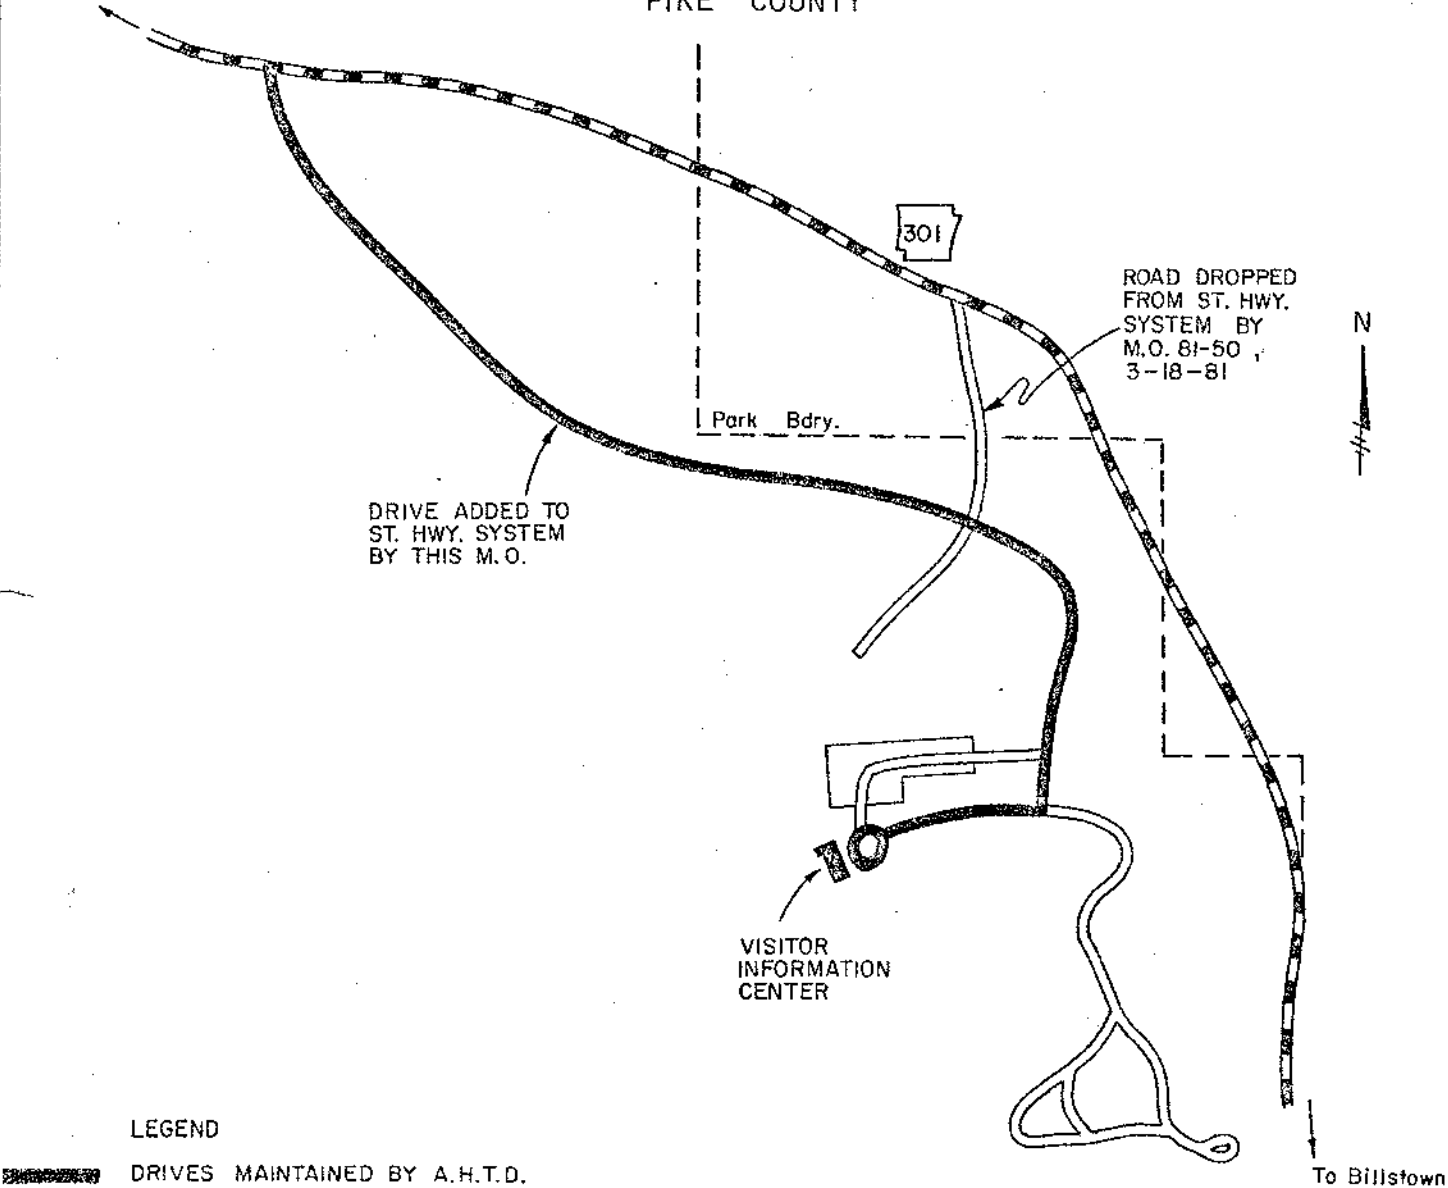 PIKE COUNTY
301
ROAD DROPPED
FROM ST. HWY.
SYSTEM BY
M.O. 81-50,
3-18-81
N
Park Bdry.
DRIVE ADDED TO
ST. HWY. SYSTEM
BY THIS M.O.
VISITOR
INFORMATION
CENTER
LEGEND
DRIVES MAINTAINED BY A.H.T.D.
To Billstown